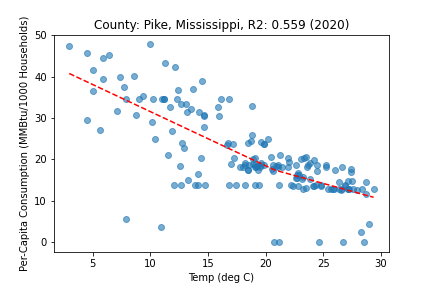 County: Pike, Mississippi, R2: 0.559 (2020)
Per-Capita Consumption (MMBtu/1000 Households)
50
40
30
20
10
0
5 10 15 20 25 30
Temp (deg C)